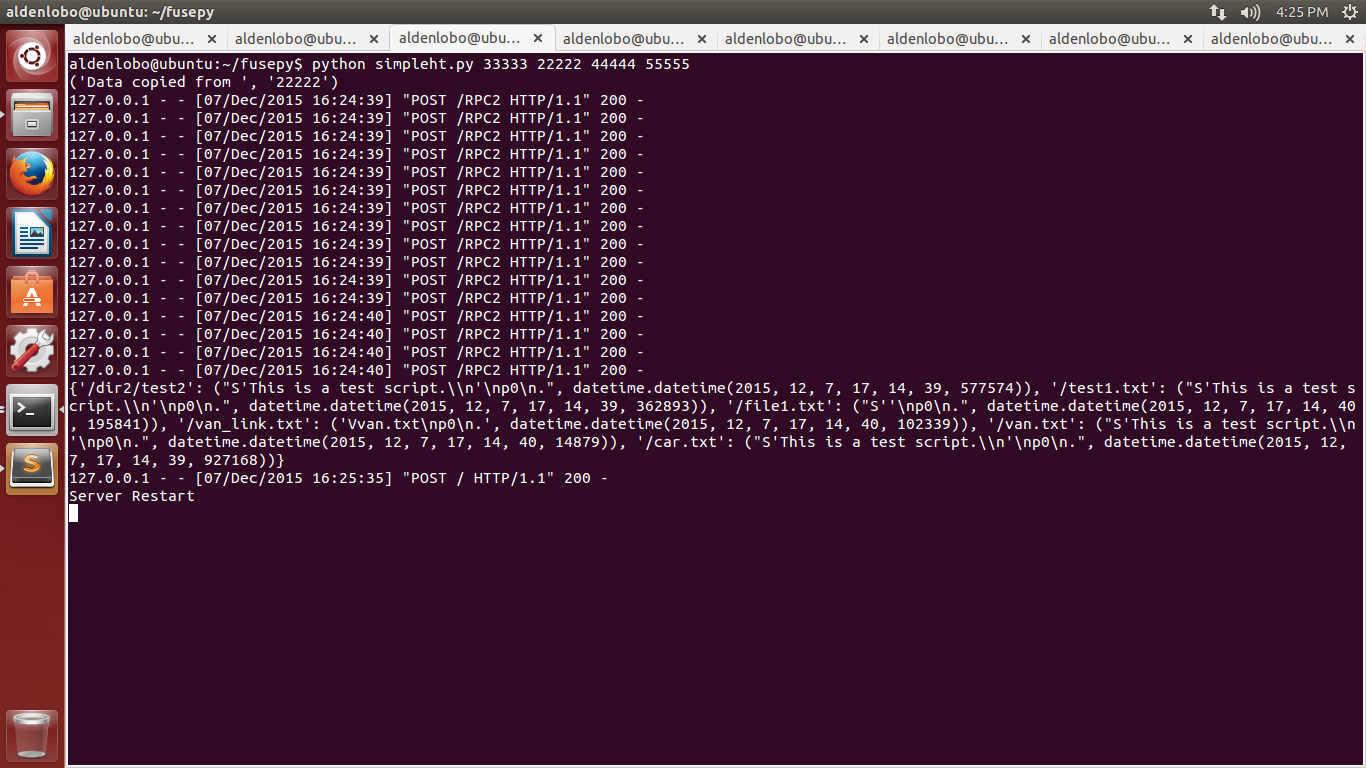 aldenlobo@ubuntu: ~/fusepy
4:25 PM
aldenlobo@ubu... × aldenlobo@ubu... × aldenlobo@ubu... × aldenlobo@ubu... × aldenlobo@ubu... × aldenlobo@ubu... × aldenlobo@ubu... × aldenlobo@ubu... ×
aldenlobo@ubuntu:~/fusepy$ python simpleht.py 33333 22222 44444 55555
('Data copied from ', '22222')
127.0.0.1 - - [07/Dec/2015 16:24:39] "POST /RPC2 HTTP/1.1" 200 -
127.0.0.1 - - [07/Dec/2015 16:24:39] "POST /RPC2 HTTP/1.1" 200 -
127.0.0.1 - - [07/Dec/2015 16:24:39] "POST /RPC2 HTTP/1.1" 200 -
127.0.0.1 - - [07/Dec/2015 16:24:39] "POST /RPC2 HTTP/1.1" 200 -
127.0.0.1 - - [07/Dec/2015 16:24:39] "POST /RPC2 HTTP/1.1" 200 -
127.0.0.1 - - [07/Dec/2015 16:24:39] "POST /RPC2 HTTP/1.1" 200 -
127.0.0.1 - - [07/Dec/2015 16:24:39] "POST /RPC2 HTTP/1.1" 200 -
127.0.0.1 - - [07/Dec/2015 16:24:39] "POST /RPC2 HTTP/1.1" 200 -
127.0.0.1 - - [07/Dec/2015 16:24:39] "POST /RPC2 HTTP/1.1" 200 -
127.0.0.1 - - [07/Dec/2015 16:24:39] "POST /RPC2 HTTP/1.1" 200 -
127.0.0.1 - - [07/Dec/2015 16:24:39] "POST /RPC2 HTTP/1.1" 200 -
127.0.0.1 - - [07/Dec/2015 16:24:39] "POST /RPC2 HTTP/1.1" 200 -
127.0.0.1 - - [07/Dec/2015 16:24:40] "POST /RPC2 HTTP/1.1" 200 -
127.0.0.1 - - [07/Dec/2015 16:24:40] "POST /RPC2 HTTP/1.1" 200 -
127.0.0.1 - - [07/Dec/2015 16:24:40] "POST /RPC2 HTTP/1.1" 200 -
127.0.0.1 - - [07/Dec/2015 16:24:40] "POST /RPC2 HTTP/1.1" 200 -
{'/dir2/test2': ("S'This is a test script.\\n'\np0\n.", datetime.datetime(2015, 12, 7, 17, 14, 39, 577574)), '/test1.txt': ("S'This is a test s
cript.\\n'\np0\n.", datetime.datetime(2015, 12, 7, 17, 14, 39, 362893)), '/file1.txt': ("S''\np0\n.", datetime.datetime(2015, 12, 7, 17, 14, 40
, 195841)), '/van_link.txt': ('Vvan.txt\np0\n.', datetime.datetime(2015, 12, 7, 17, 14, 40, 102339)), '/van.txt': ("S'This is a test script.\\n
'\np0\n.", datetime.datetime(2015, 12, 7, 17, 14, 40, 14879)), '/car.txt': ("S'This is a test script.\\n'\np0\n.", datetime.datetime(2015, 12,
7, 17, 14, 39, 927168))}
127.0.0.1 - - [07/Dec/2015 16:25:35] "POST / HTTP/1.1" 200 -
Server Restart